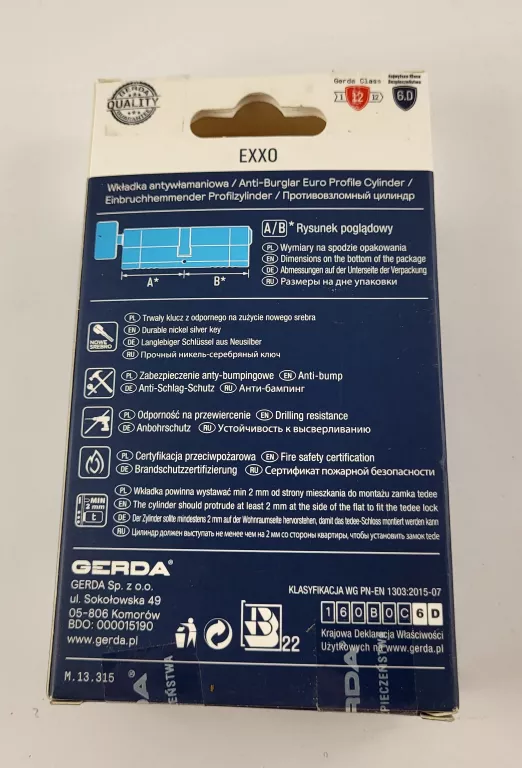 GERDA
QUALITY
Gerda Class
1 12 12
6.D
EXXO
Wkładka antywłamaniowa / Anti-Burglar Euro Profile Cylinder /
Einbruchhemmender Profilzylinder / Противовзломный цилиндр
A/B* Rysunek poglądowy
PL Wymiary na spodzie opakowania
EN Dimensions on the bottom of the package
DE Abmessungen auf der Unterseite der Verpackung
RU Размеры на дне упаковки
A* B*
PL Trwały klucz z odpornego na zużycie nowego srebra
EN Durable nickel silver key
DE Langlebiger Schlüssel aus Neusilber
RU Прочный никель-серебряный ключ
NOWE
SREBRO
PL Zabezpieczenie anty-bumpingowe EN Anti-bump
DE Anti-Schlag-Schutz RU Анти-бампинг
PL Odporność na przewiercenie EN Drilling resistance
DE Anbohrschutz RU Устойчивость к высверливанию
PL Certyfikacja przeciwpożarowa EN Fire safety certification
DE Brandschutzzertifizierung RU Сертификат пожарной безопасности
MIN
2 mm
t
PL Wkładka powinna wystawać min 2 mm od strony mieszkania do montażu zamka tedee
EN The cylinder should protrude at least 2 mm at the side of the flat to fit the tedee lock
DE Der Zylinder sollte mindestens 2 mm auf der Wohnraumseite hervorstehen, damit das tedee-Schloss montiert werden kann
RU Цилиндр должен выступать не менее чем на 2 мм со стороны квартиры, чтобы установить замок tedee
GERDA®
GERDA Sp. z o.o.
ul. Sokołowska 49
05-806 Komorów
BDO: 000015190
www.gerda.pl
KLASYFIKACJA WG PN-EN 1303:2015-07
1 6 0 B 0 C 6 D
Krajowa Deklaracja Właściwości
Użytkowych na www.gerda.pl
B 22
M.13.315